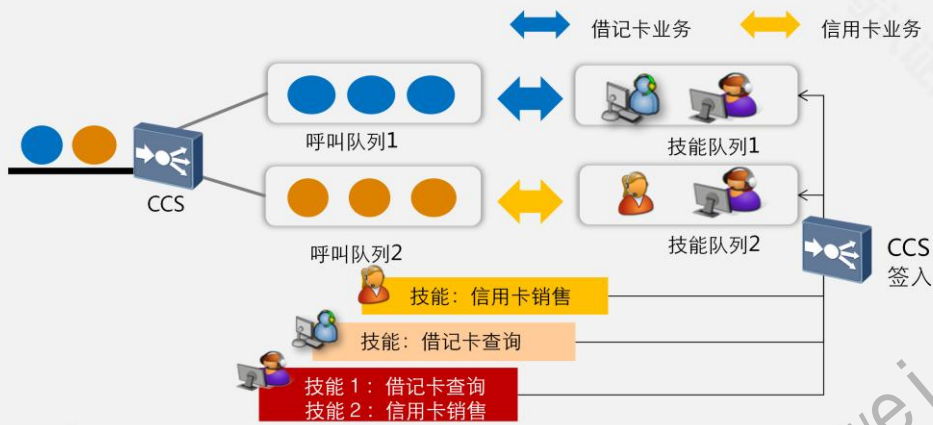 借记卡业务
信用卡业务
呼叫队列1
技能队列1
CCS
呼叫队列2
技能队列2
CCS
签入
技能：信用卡销售
技能：借记卡查询
技能 1：借记卡查询
技能 2：信用卡销售